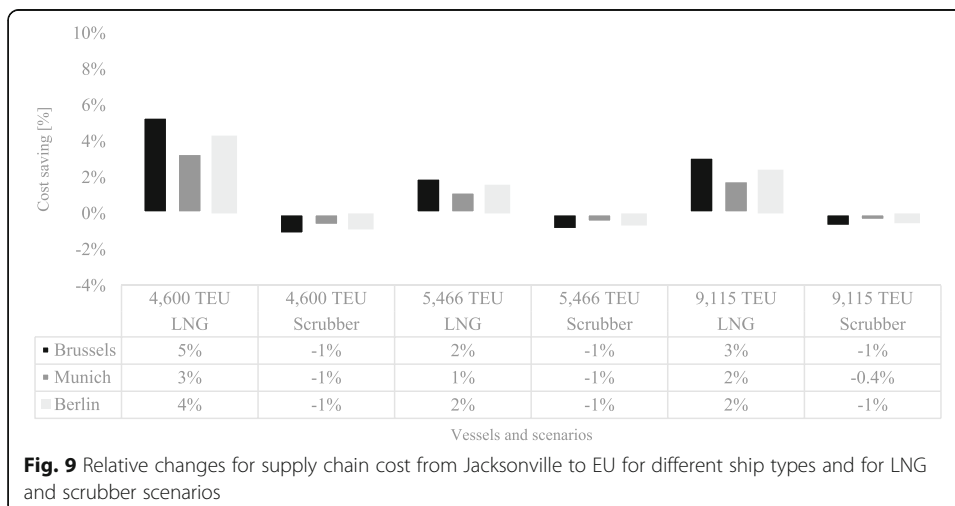 10%
8%
6%
4%
2%
0%
-2%
-4%
Cost saving [%]
4,600 TEU LNG
4,600 TEU Scrubber
5,466 TEU LNG
5,466 TEU Scrubber
9,115 TEU LNG
9,115 TEU Scrubber
Brussels 5% -1% 2% -1% 3% -1%
Munich 3% -1% 1% -1% 2% -0.4%
Berlin 4% -1% 2% -1% 2% -1%
Vessels and scenarios
Fig. 9 Relative changes for supply chain cost from Jacksonville to EU for different ship types and for LNG
and scrubber scenarios